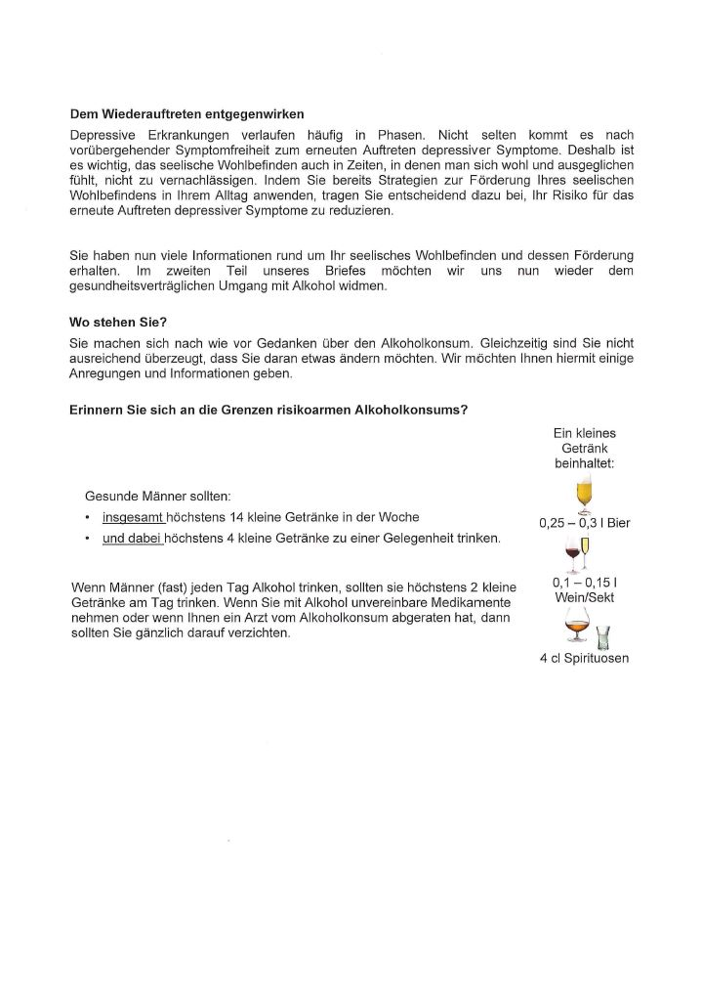 Dem Wiederauftreten entgegenwirken
Depressive Erkrankungen verlaufen häufig in Phasen. Nicht selten kommt es nach
vorübergehender Symptomfreiheit zum erneuten Auftreten depressiver Symptome. Deshalb ist
es wichtig, das seelische Wohlbefinden auch in Zeiten, in denen man sich wohl und ausgeglichen
fühlt, nicht zu vernachlässigen. Indem Sie bereits Strategien zur Förderung Ihres seelischen
Wohlbefindens in Ihrem Alltag anwenden, tragen Sie entscheidend dazu bei, Ihr Risiko für das
erneute Auftreten depressiver Symptome zu reduzieren.
Sie haben nun viele Informationen rund um Ihr seelisches Wohlbefinden und dessen Förderung
erhalten. Im zweiten Teil unseres Briefes möchten wir uns nun wieder dem
gesundheitsverträglichen Umgang mit Alkohol widmen.
Wo stehen Sie?
Sie machen sich nach wie vor Gedanken über den Alkoholkonsum. Gleichzeitig sind Sie nicht
ausreichend überzeugt, dass Sie daran etwas ändern möchten. Wir möchten Ihnen hiermit einige
Anregungen und Informationen geben.
Erinnern Sie sich an die Grenzen risikoarmen Alkoholkonsums?
Gesunde Männer sollten:
• insgesamt höchstens 14 kleine Getränke in der Woche
• und dabei höchstens 4 kleine Getränke zu einer Gelegenheit trinken.
Wenn Männer (fast) jeden Tag Alkohol trinken, sollten sie höchstens 2 kleine
Getränke am Tag trinken. Wenn Sie mit Alkohol unvereinbare Medikamente
nehmen oder wenn Ihnen ein Arzt vom Alkoholkonsum abgeraten hat, dann
sollten Sie gänzlich darauf verzichten.
Ein kleines
Getränk
beinhaltet:
0,25 – 0,3 l Bier
0,1 – 0,15 l
Wein/Sekt
4 cl Spirituosen